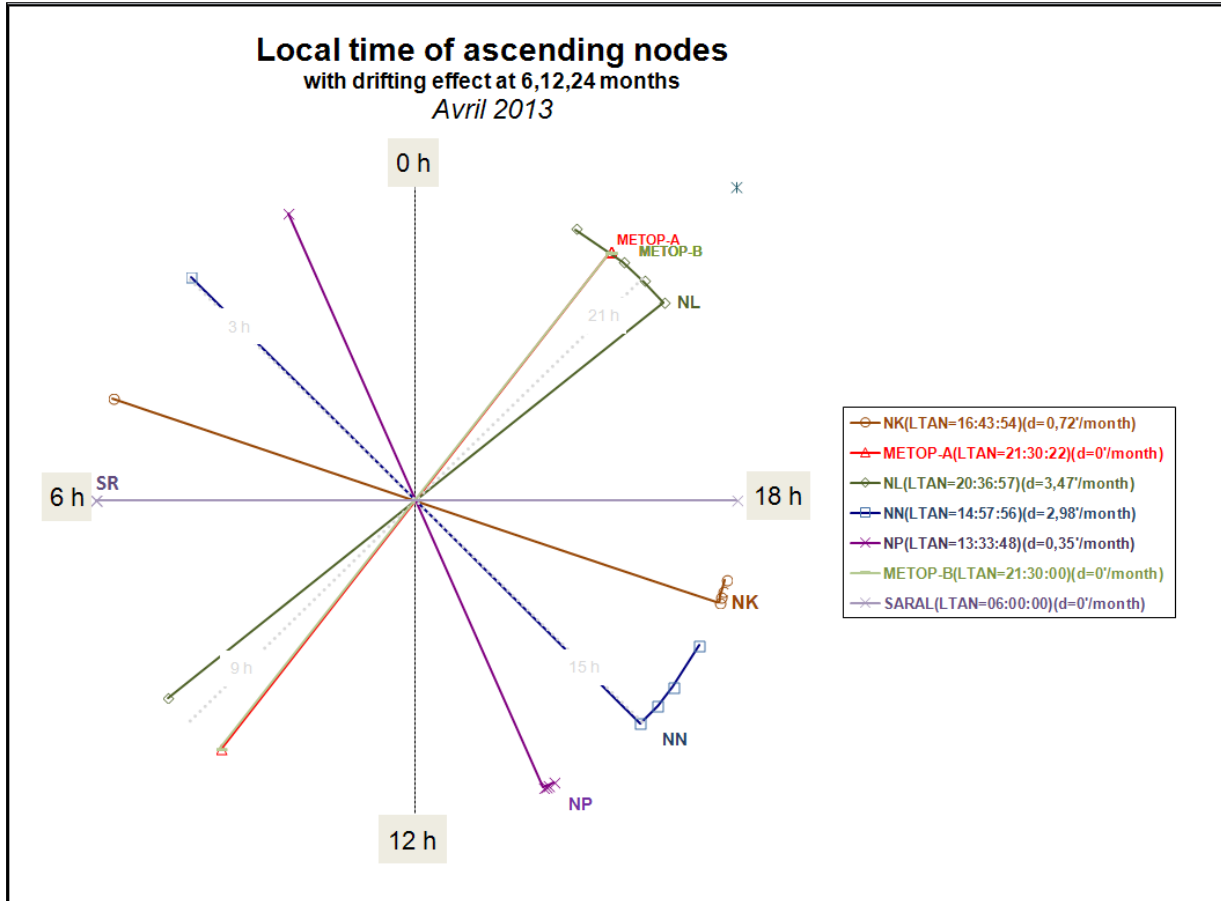 Local time of ascending nodes
with drifting effect at 6,12,24 months
Avril 2013
0 h
METOP-A
METOP-B
NL
21 h
3 h
SR
6 h
18 h
NK
9 h
15 h
NN
NP
12 h
NK(LTAN=16:43:54)(d=0,72'/month)
METOP-A(LTAN=21:30:22)(d=0'/month)
NL(LTAN=20:36:57)(d=3,47'/month)
NN(LTAN=14:57:56)(d=2,98'/month)
NP(LTAN=13:33:48)(d=0,35'/month)
METOP-B(LTAN=21:30:00)(d=0'/month)
SARAL(LTAN=06:00:00)(d=0'/month)